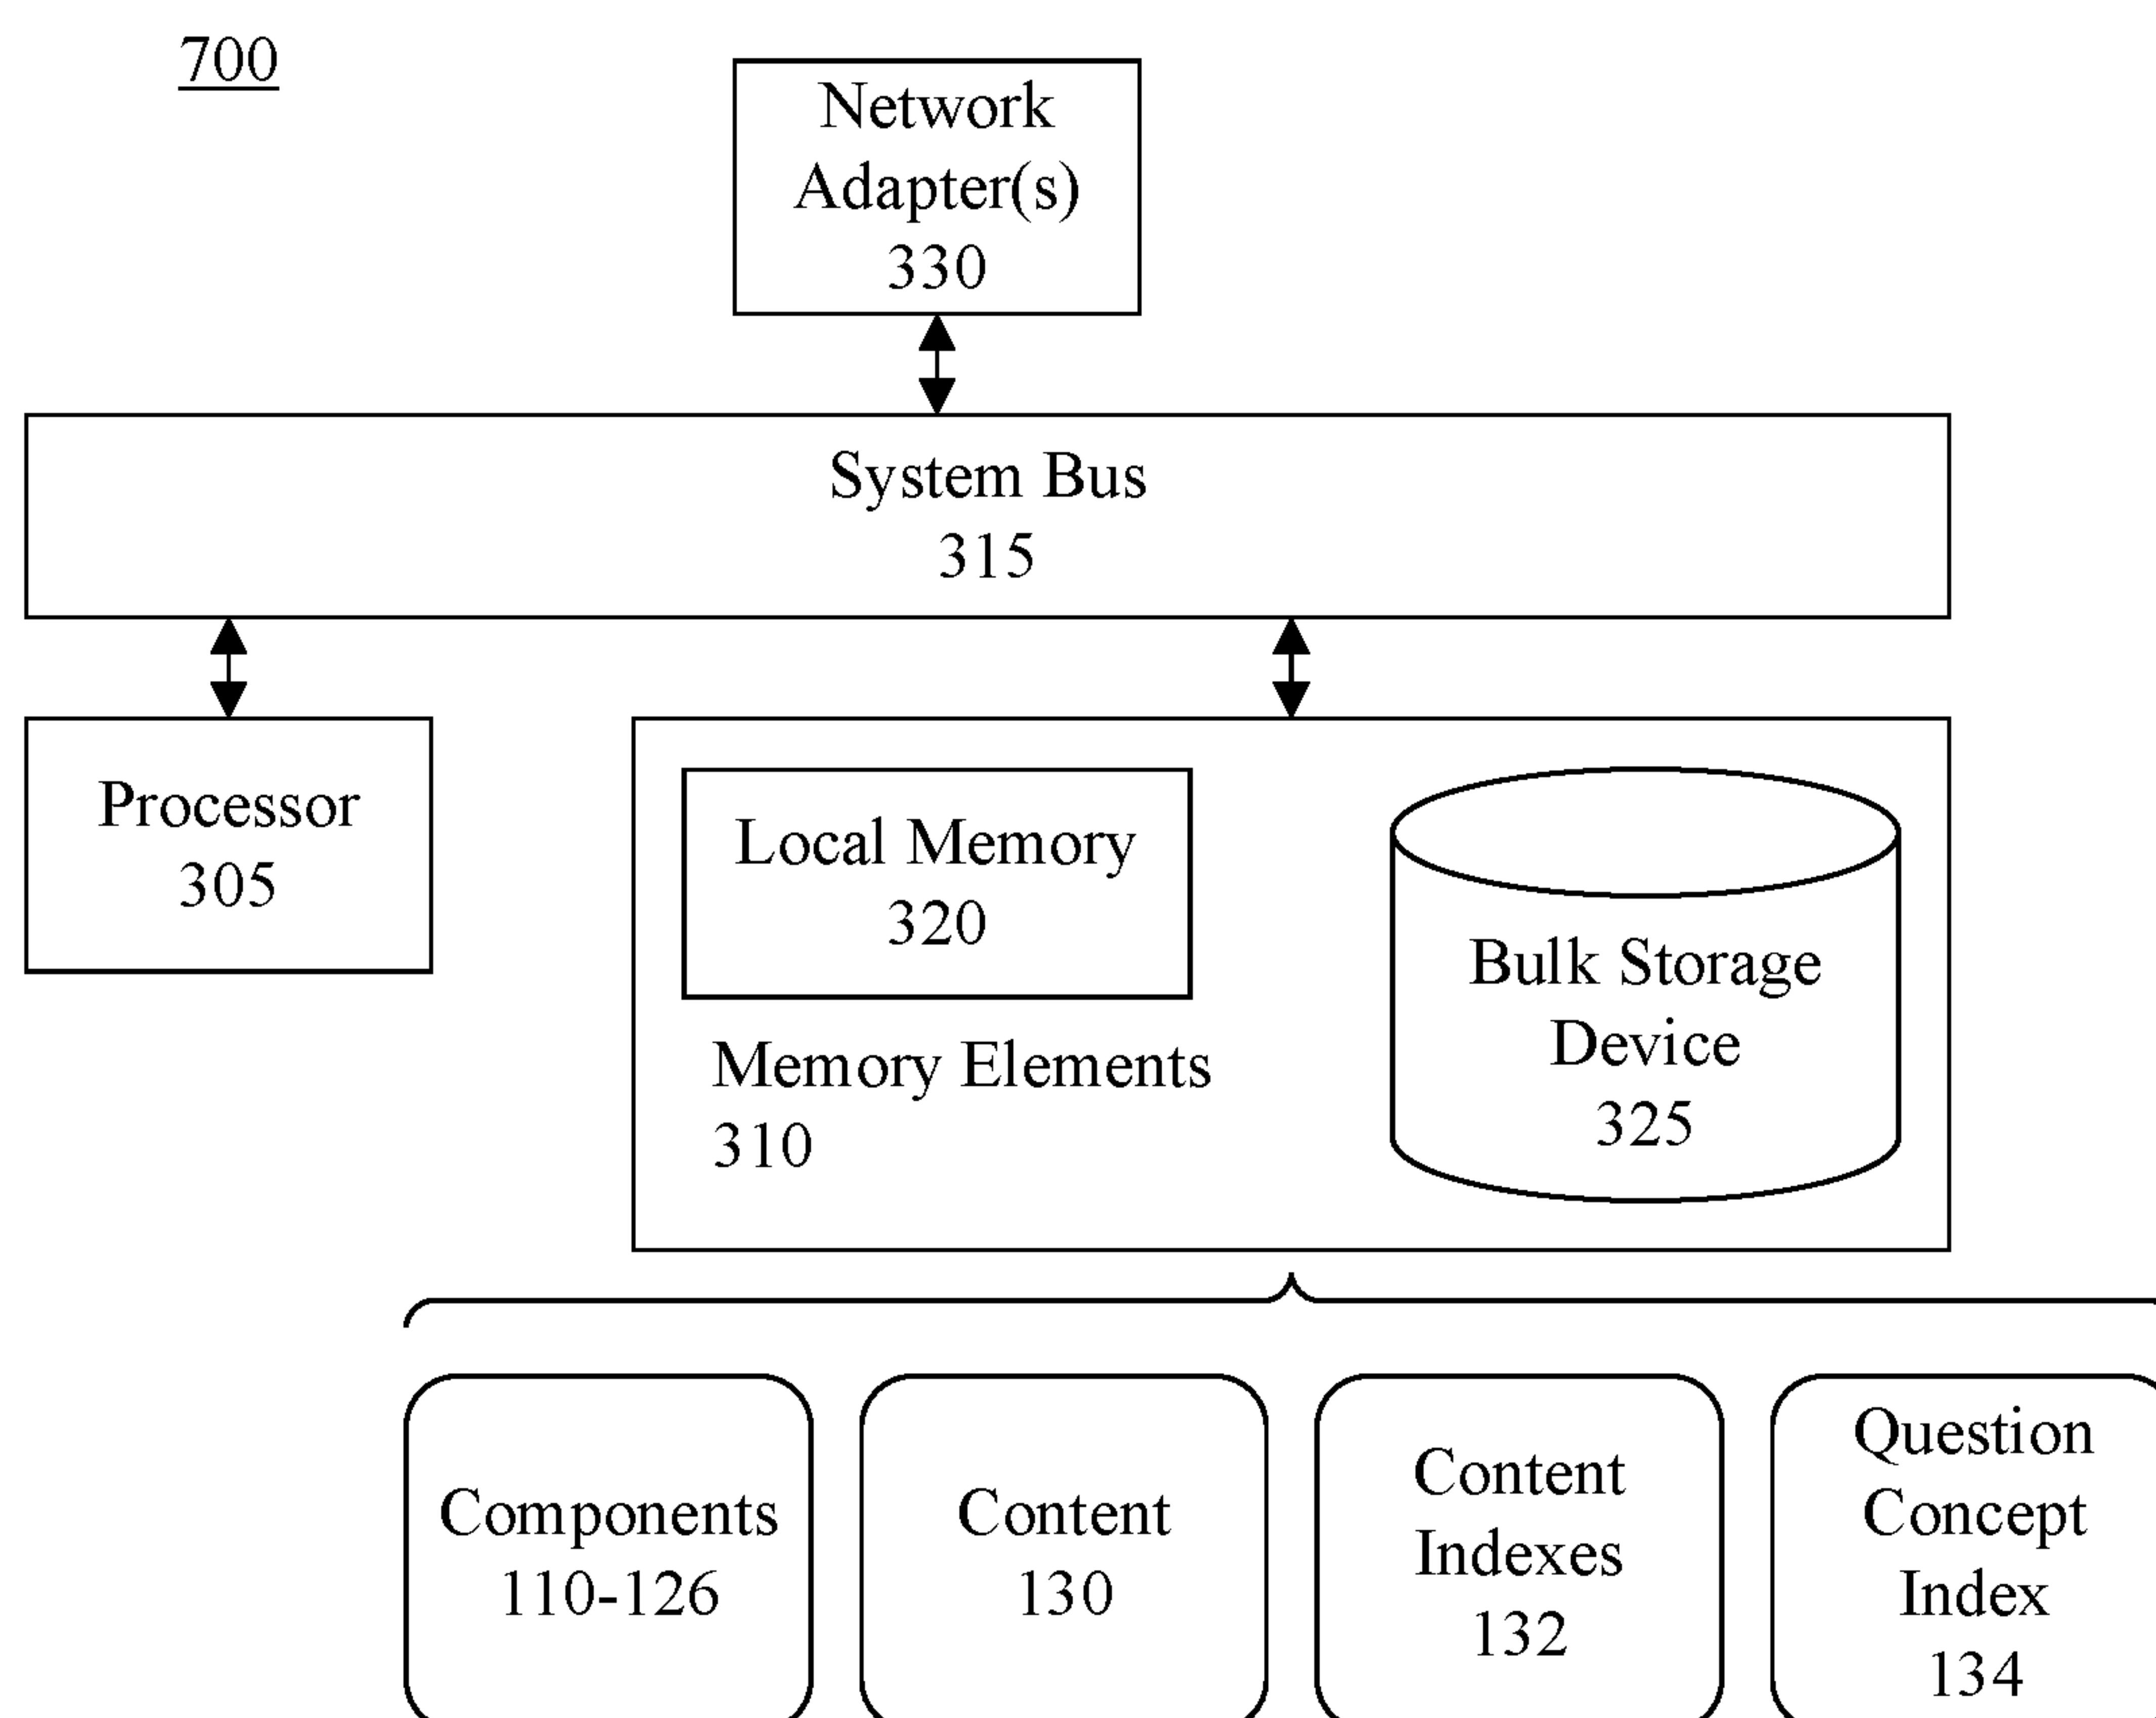 700
Network
Adapter(s)
330
System Bus
315
Processor
305
Local Memory
320
Memory Elements
310
Bulk Storage
Device
325
Components
110-126
Content
130
Content
Indexes
132
Question
Concept
Index
134